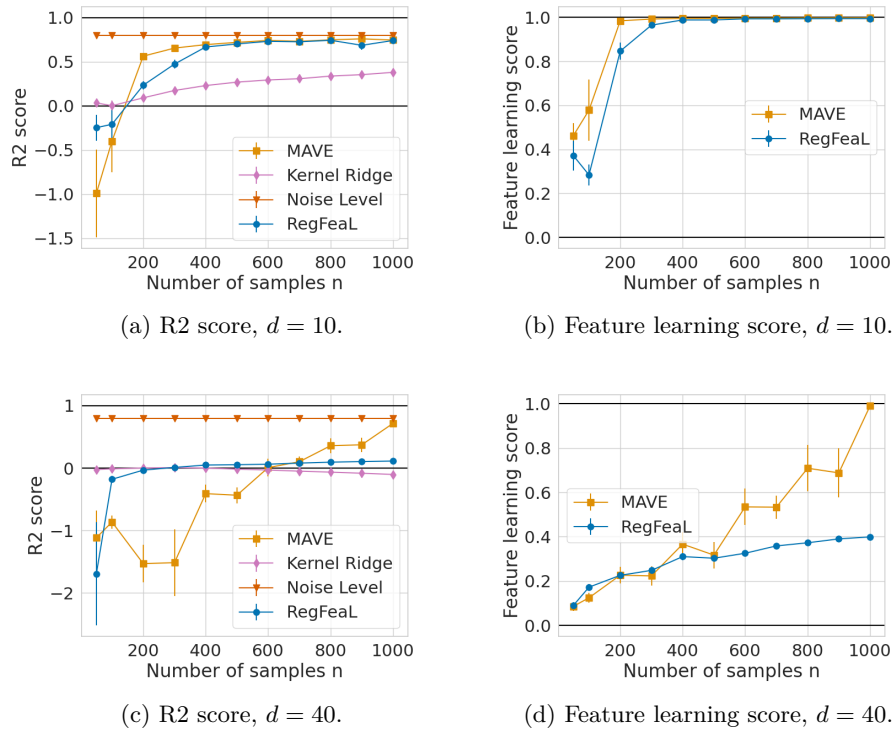 1.0
0.5
0.0
−0.5
−1.0
−1.5
R2 score
MAVE
Kernel Ridge
Noise Level
RegFeaL
200 400 600 800 1000
Number of samples n
(a) R2 score, d = 10.
1.0
0.8
0.6
0.4
0.2
0.0
Feature learning score
MAVE
RegFeaL
200 400 600 800 1000
Number of samples n
(b) Feature learning score, d = 10.
1
0
−1
−2
R2 score
MAVE
Kernel Ridge
Noise Level
RegFeaL
200 400 600 800 1000
Number of samples n
(c) R2 score, d = 40.
1.0
0.8
0.6
0.4
0.2
0.0
Feature learning score
MAVE
RegFeaL
200 400 600 800 1000
Number of samples n
(d) Feature learning score, d = 40.